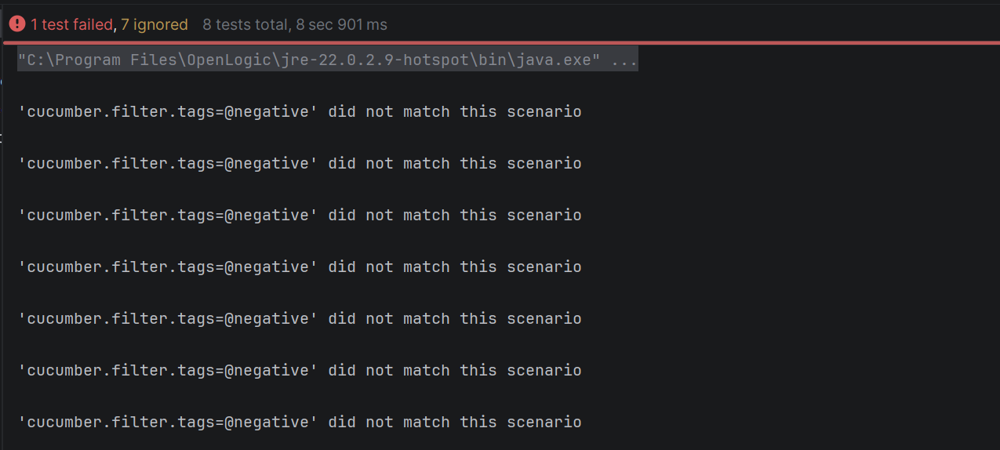 1 test failed, 7 ignored 8 tests total, 8 sec 901 ms
"C:\Program Files\OpenLogic\jre-22.0.2.9-hotspot\bin\java.exe" ...
'cucumber.filter.tags=@negative' did not match this scenario
'cucumber.filter.tags=@negative' did not match this scenario
'cucumber.filter.tags=@negative' did not match this scenario
'cucumber.filter.tags=@negative' did not match this scenario
'cucumber.filter.tags=@negative' did not match this scenario
'cucumber.filter.tags=@negative' did not match this scenario
'cucumber.filter.tags=@negative' did not match this scenario